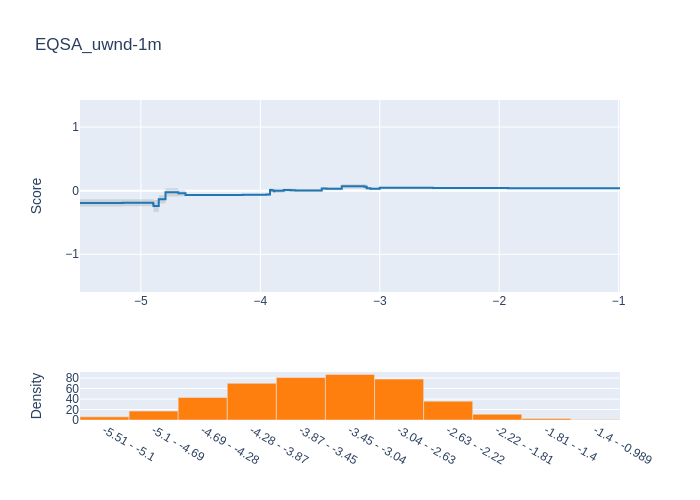 EQSA_uwnd-1m
Score
1
0
−1
−5
−4
−3
−2
−1
Density
80
60
40
20
0
-5.51 - -5.1
-5.1 - -4.69
-4.69 - -4.28
-4.28 - -3.87
-3.87 - -3.45
-3.45 - -3.04
-3.04 - -2.63
-2.63 - -2.22
-2.22 - -1.81
-1.81 - -1.4
-1.4 - -0.989